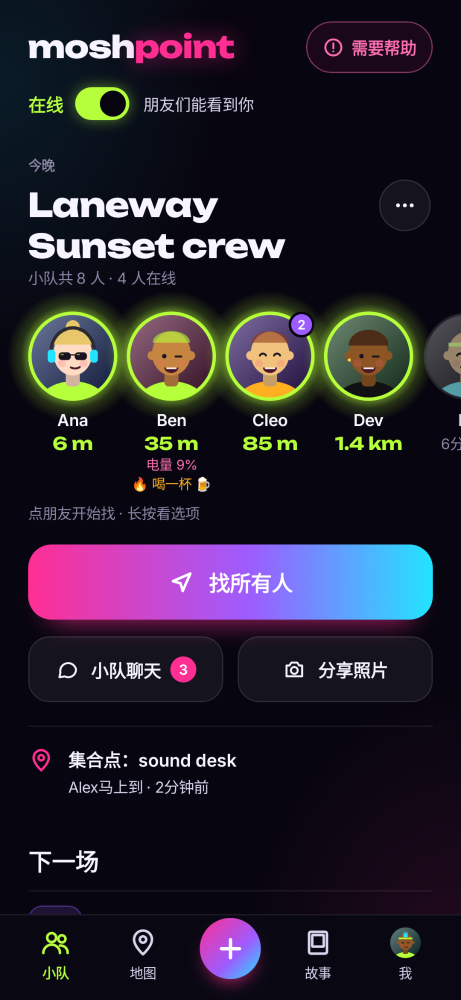 moshpoint
需要帮助
在线
朋友们能看到你
今晚
Laneway
Sunset crew
小队共 8 人 · 4 人在线
2
Ana
Ben
Cleo
Dev
6 m
35 m
85 m
1.4 km
6分
电量 9%
🔥 喝一杯 🍺
点朋友开始找 · 长按看选项
找所有人
小队聊天 3
分享照片
集合点：sound desk
Alex马上到 · 2分钟前
下一场
小队
地图
故事
我